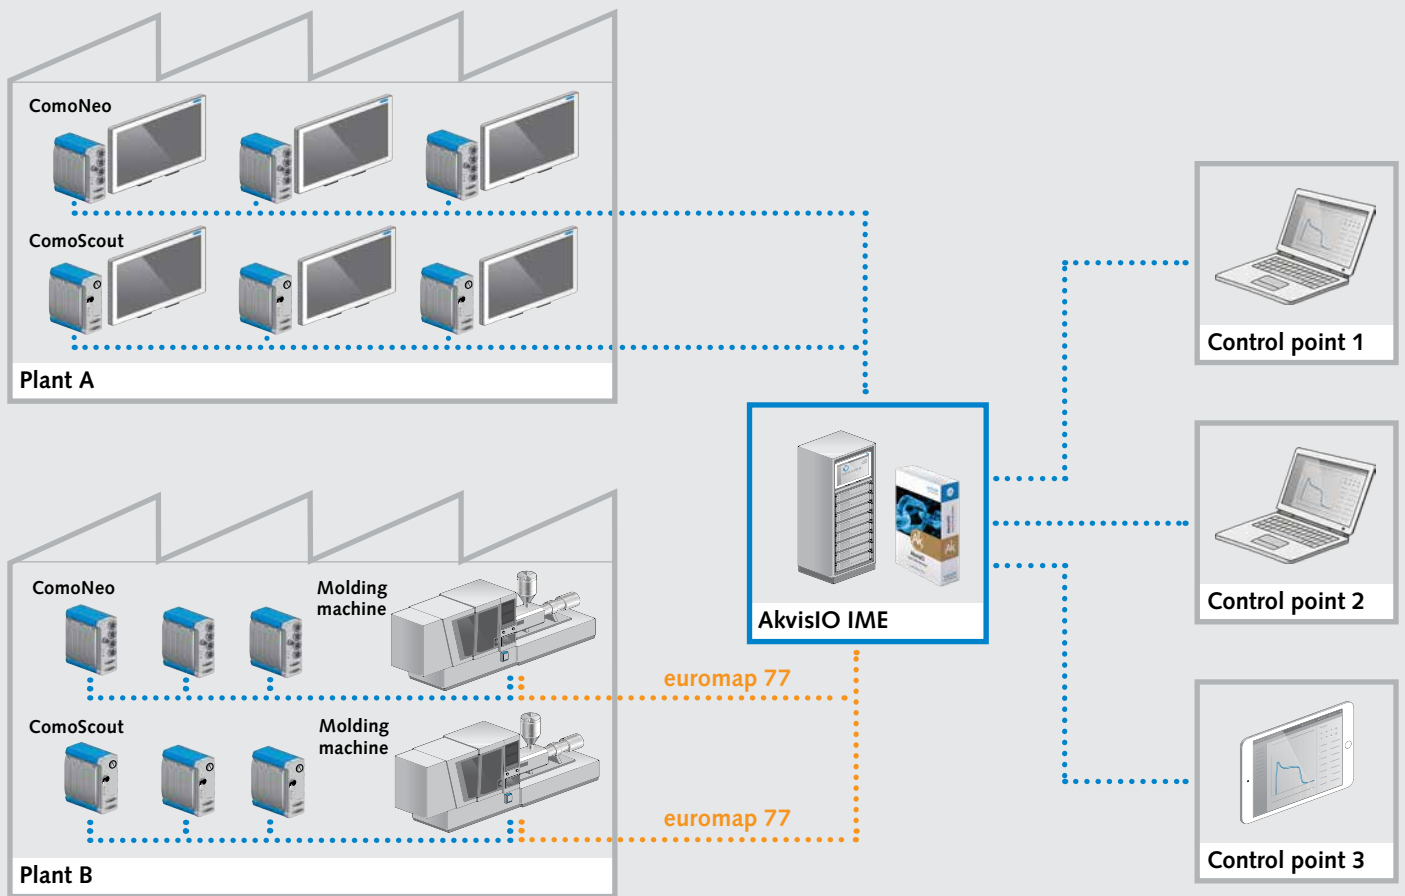 ComoNeo
ComoScout
Plant A
ComoNeo
Molding
machine
euromap 77
ComoScout
Molding
machine
euromap 77
Plant B
AkvisIO IME
Ak
Control point 1
Control point 2
Control point 3